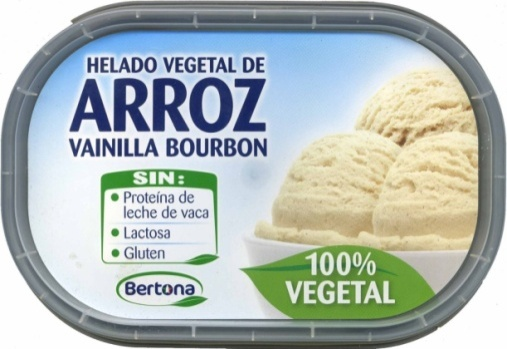 HELADO VEGETAL DE
ARROZ
VAINILLA BOURBON
SIN:
• Proteína de
leche de vaca
• Lactosa
• Gluten
Bertona
100%
VEGETAL